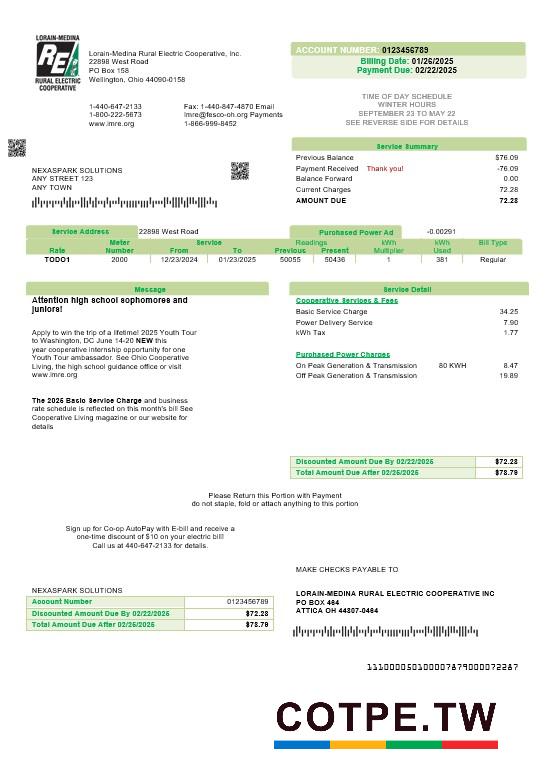 LORAIN-MEDINA
RE
RURAL ELECTRIC
COOPERATIVE
Lorain-Medina Rural Electric Cooperative, Inc.
22898 West Road
PO Box 158
Wellington, Ohio 44090-0158
1-440-647-2133 Fax: 1-440-847-4870 Email
1-800-222-5673 lmre@fesco-oh.org Payments
www.lmre.org 1-866-999-8452
ACCOUNT NUMBER: 0123456789
Billing Date: 01/26/2025
Payment Due: 02/22/2025
TIME OF DAY SCHEDULE
WINTER HOURS
SEPTEMBER 23 TO MAY 22
SEE REVERSE SIDE FOR DETAILS
NEXASPARK SOLUTIONS
ANY STREET 123
ANY TOWN
Service Summary
Previous Balance $76.09
Payment Received Thank you! -76.09
Balance Forward 0.00
Current Charges 72.28
AMOUNT DUE 72.28
Service Address 22898 West Road Purchased Power Ad -0.00291
Meter Service Readings kWh kWh Bill Type
Rate Number From To Previous Present Multiplier Used
TODO1 2000 12/23/2024 01/23/2025 50055 50436 1 381 Regular
Message
Attention high school sophomores and
juniors!
Apply to win the trip of a lifetime! 2025 Youth Tour
to Washington, DC June 14-20 NEW this
year cooperative internship opportunity for one
Youth Tour ambassador. See Ohio Cooperative
Living, the high school guidance office or visit
www.lmre.org
The 2025 Basic Service Charge and business
rate schedule is reflected on this month's bill See
Cooperative Living magazine or our website for
details
Service Detail
Cooperative Services & Fees
Basic Service Charge 34.25
Power Delivery Service 7.90
kWh Tax 1.77
Purchased Power Charges
On Peak Generation & Transmission 80 KWH 8.47
Off Peak Generation & Transmission 19.89
Discounted Amount Due By 02/22/2025 $72.28
Total Amount Due After 02/25/2025 $78.79
Please Return this Portion with Payment
do not staple, fold or attach anything to this portion
Sign up for Co-op AutoPay with E-bill and receive a
one-time discount of $10 on your electric bill!
Call us at 440-647-2133 for details.
MAKE CHECKS PAYABLE TO
NEXASPARK SOLUTIONS
Account Number 0123456789
Discounted Amount Due By 02/22/2025 $72.28
Total Amount Due After 02/25/2025 $78.79
LORAIN-MEDINA RURAL ELECTRIC COOPERATIVE INC
PO BOX 464
ATTICA OH 44807-0464
111000050100007879000072287
COTPE.TW